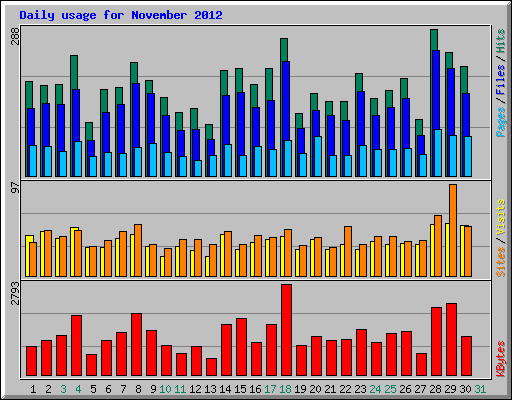 Daily usage for November 2012
288
Pages / Files / Hits
97
Sites / Visits
2793
KBytes
1 2 3 4 5 6 7 8 9 10 11 12 13 14 15 16 17 18 19 20 21 22 23 24 25 26 27 28 29 30 31